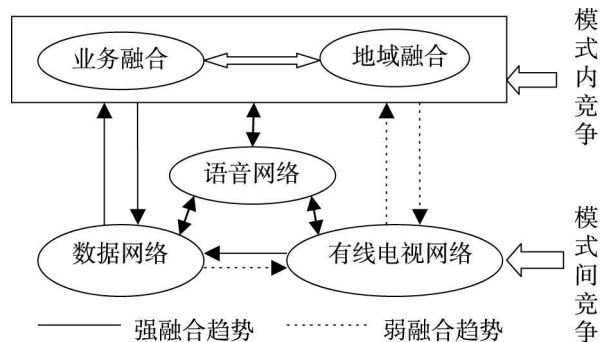 业务融合
地域融合
模式内竞争
语音网络
数据网络
有线电视网络
模式间竞争
强融合趋势
弱融合趋势